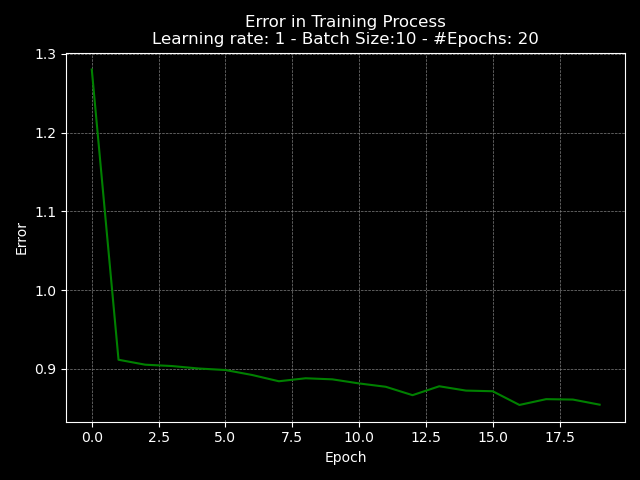 Error in Training Process
Learning rate: 1 - Batch Size:10 - #Epochs: 20
1.3
1.2
1.1
1.0
0.9
Error
0.0 2.5 5.0 7.5 10.0 12.5 15.0 17.5
Epoch